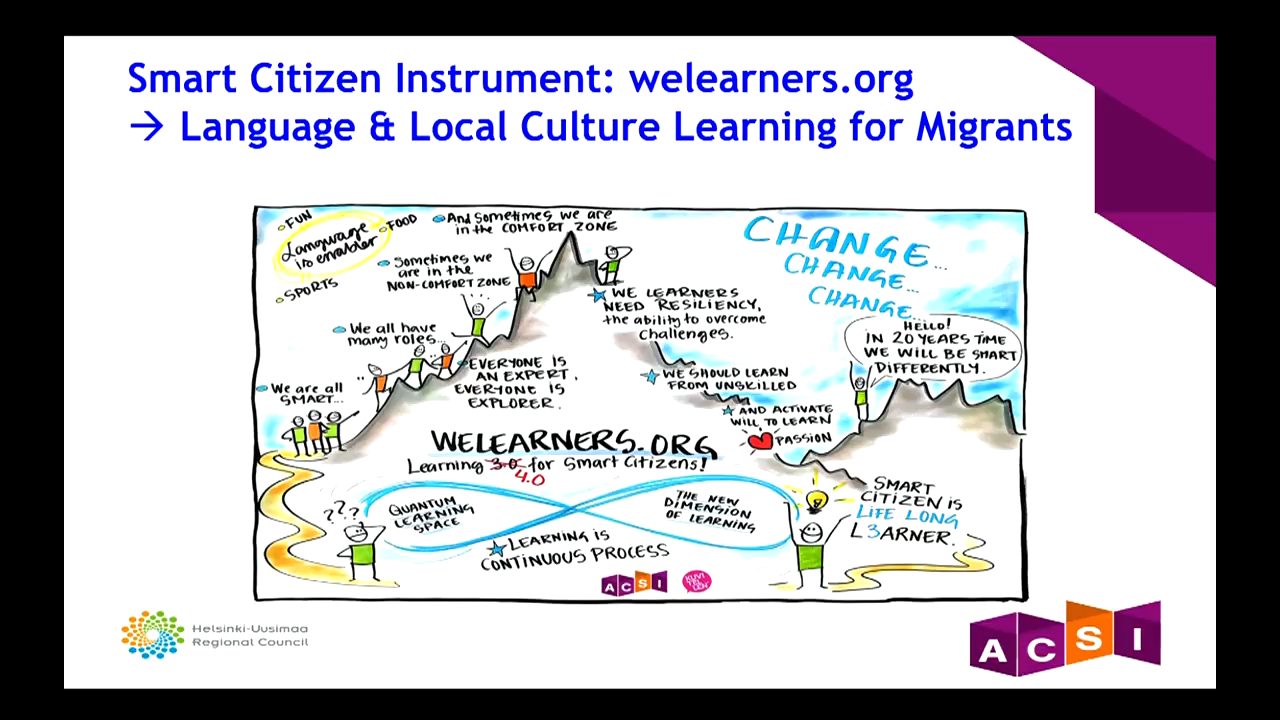 Smart Citizen Instrument: welearners.org
→ Language & Local Culture Learning for Migrants
FUN
FOOD
Language
is enabler
SPORTS
And sometimes we are
in the COMFORT ZONE
Sometimes we
are in the
NON-COMFORT ZONE
We all have
many roles...
We are all
SMART...
EVERYONE IS
AN EXPERT,
EVERYONE IS
EXPLORER.
WE LEARNERS
NEED RESILIENCY,
the ability to overcome
challenges.
WE SHOULD LEARN
FROM UNSKILLED
AND ACTIVATE
WILL TO LEARN
PASSION
CHANGE...
CHANGE...
CHANGE...
HELLO!
IN 20 YEARS TIME
WE WILL BE SMART
DIFFERENTLY.
WELEARNERS.ORG
Learning 3.0 for Smart Citizens!
4.0
???
QUANTUM
LEARNING
SPACE
THE NEW
DIMENSION
OF LEARNING
LEARNING IS
CONTINUOUS PROCESS
SMART
CITIZEN IS
LIFE LONG
L3ARNER.
ACSI
KUVI
TUS
GEN
Helsinki-Uusimaa
Regional Council
ACSI